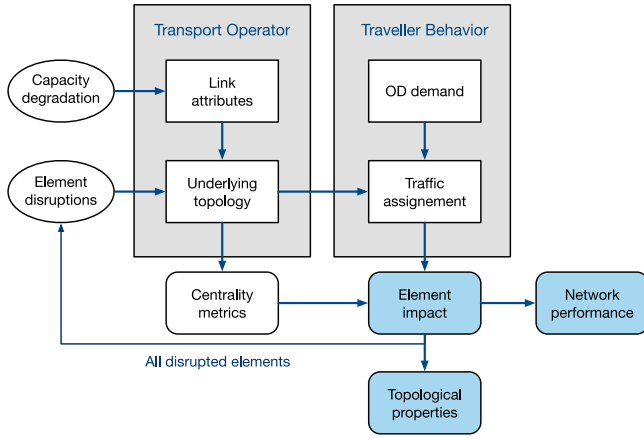 Transport Operator
Traveller Behavior
Capacity
degradation
Link
attributes
OD demand
Element
disruptions
Underlying
topology
Traffic
assignement
Centrality
metrics
Element
impact
Network
performance
All disrupted elements
Topological
properties